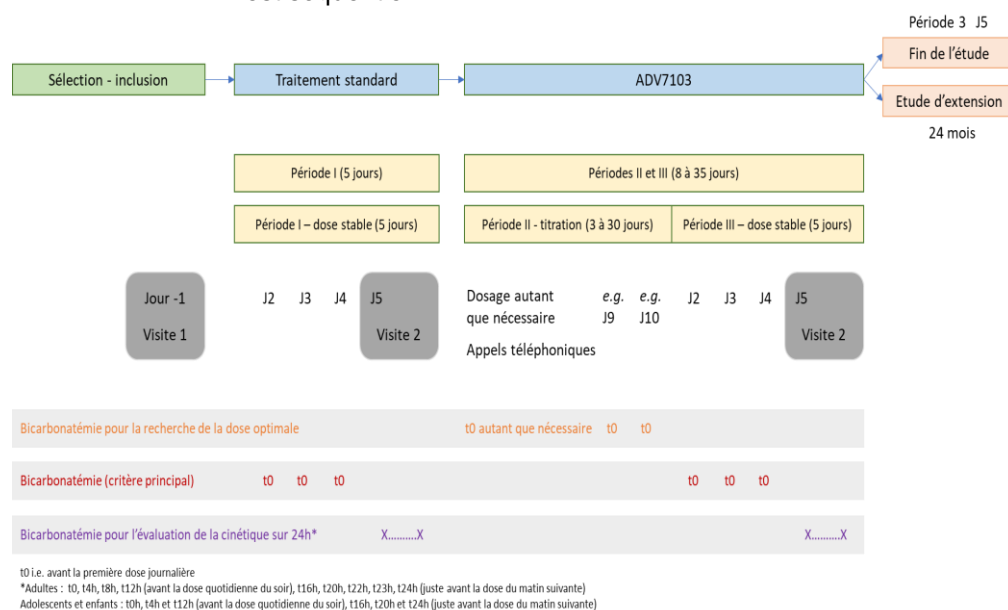 Période 3 J5
Sélection - inclusion
Traitement standard
ADV7103
Fin de l'étude
Etude d'extension
24 mois
Période I (5 jours)
Périodes II et III (8 à 35 jours)
Période I – dose stable (5 jours)
Période II - titration (3 à 30 jours)
Période III – dose stable (5 jours)
Jour -1
Visite 1
J2 J3 J4 J5
Visite 2
Dosage autant
que nécessaire
e.g. e.g.
J9 J10
Appels téléphoniques
J2 J3 J4 J5
Visite 2
Bicarbonatémie pour la recherche de la dose optimale t0 autant que nécessaire t0 t0
Bicarbonatémie (critère principal) t0 t0 t0 t0 t0 t0
Bicarbonatémie pour l'évaluation de la cinétique sur 24h* X..........X X..........X
t0 i.e. avant la première dose journalière
*Adultes : t0, t4h, t8h, t12h (avant la dose quotidienne du soir), t16h, t20h, t22h, t23h, t24h (juste avant la dose du matin suivante)
Adolescents et enfants : t0h, t4h et t12h (avant la dose quotidienne du soir), t16h, t20h et t24h (juste avant la dose du matin suivante)